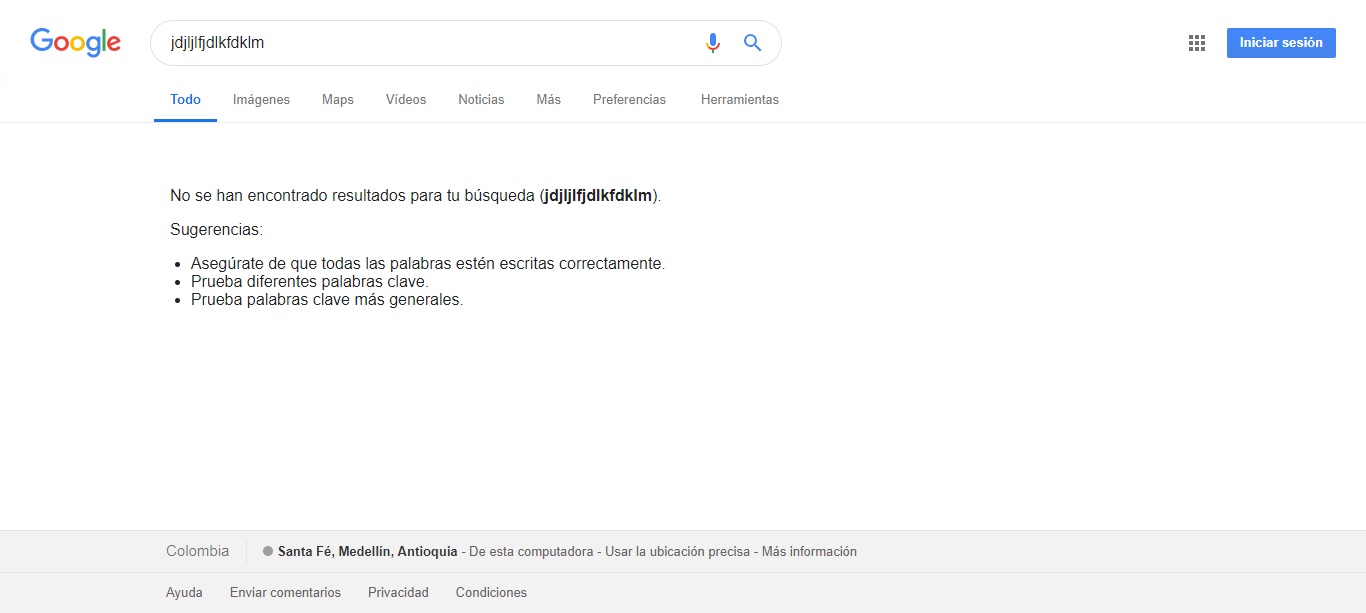 Google
jdjljlfjdlkfdklm
Iniciar sesión
Todo Imágenes Maps Vídeos Noticias Más Preferencias Herramientas
No se han encontrado resultados para tu búsqueda (jdjljlfjdlkfdklm).
Sugerencias:
• Asegúrate de que todas las palabras estén escritas correctamente.
• Prueba diferentes palabras clave.
• Prueba palabras clave más generales.
Colombia Santa Fé, Medellín, Antioquia - De esta computadora - Usar la ubicación precisa - Más información
Ayuda Enviar comentarios Privacidad Condiciones